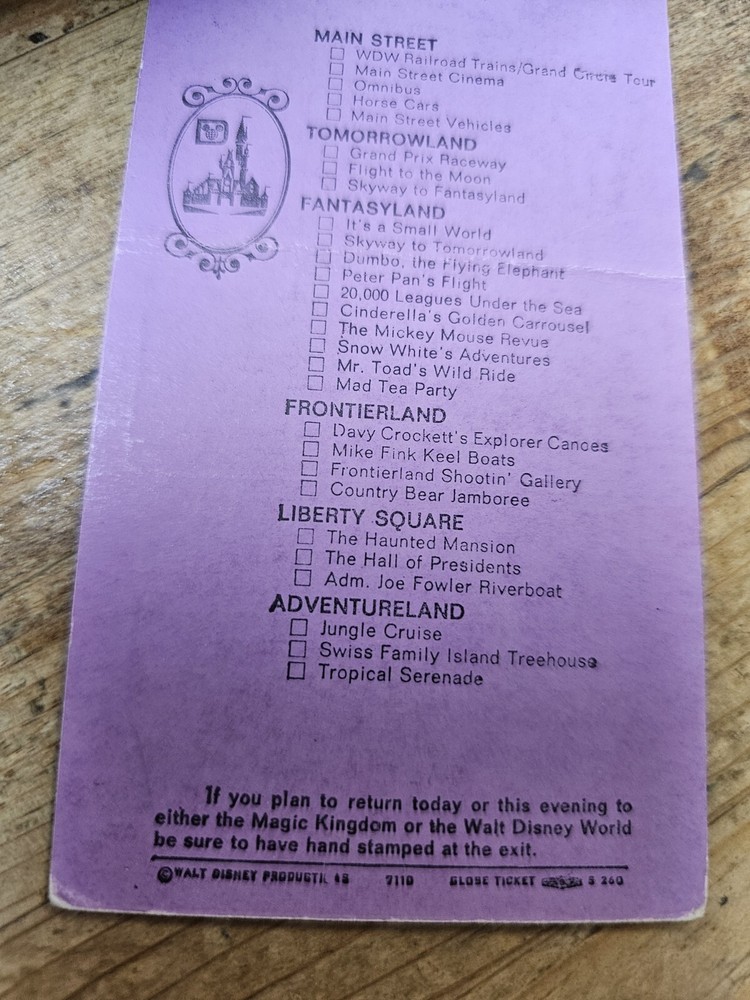 MAIN STREET
WDW Railroad Trains/Grand Circle Tour
Main Street Cinema
Omnibus
Horse Cars
Main Street Vehicles
TOMORROWLAND
Grand Prix Raceway
Flight to the Moon
Skyway to Fantasyland
FANTASYLAND
It's a Small World
Skyway to Tomorrowland
Dumbo, the Flying Elephant
Peter Pan's Flight
20,000 Leagues Under the Sea
Cinderella's Golden Carrousel
The Mickey Mouse Revue
Snow White's Adventures
Mr. Toad's Wild Ride
Mad Tea Party
FRONTIERLAND
Davy Crockett's Explorer Canoes
Mike Fink Keel Boats
Frontierland Shootin' Gallery
Country Bear Jamboree
LIBERTY SQUARE
The Haunted Mansion
The Hall of Presidents
Adm. Joe Fowler Riverboat
ADVENTURELAND
Jungle Cruise
Swiss Family Island Treehouse
Tropical Serenade
If you plan to return today or this evening to
either the Magic Kingdom or the Walt Disney World
be sure to have hand stamped at the exit.
©WALT DISNEY 7110 GLOBE TICKET S 260